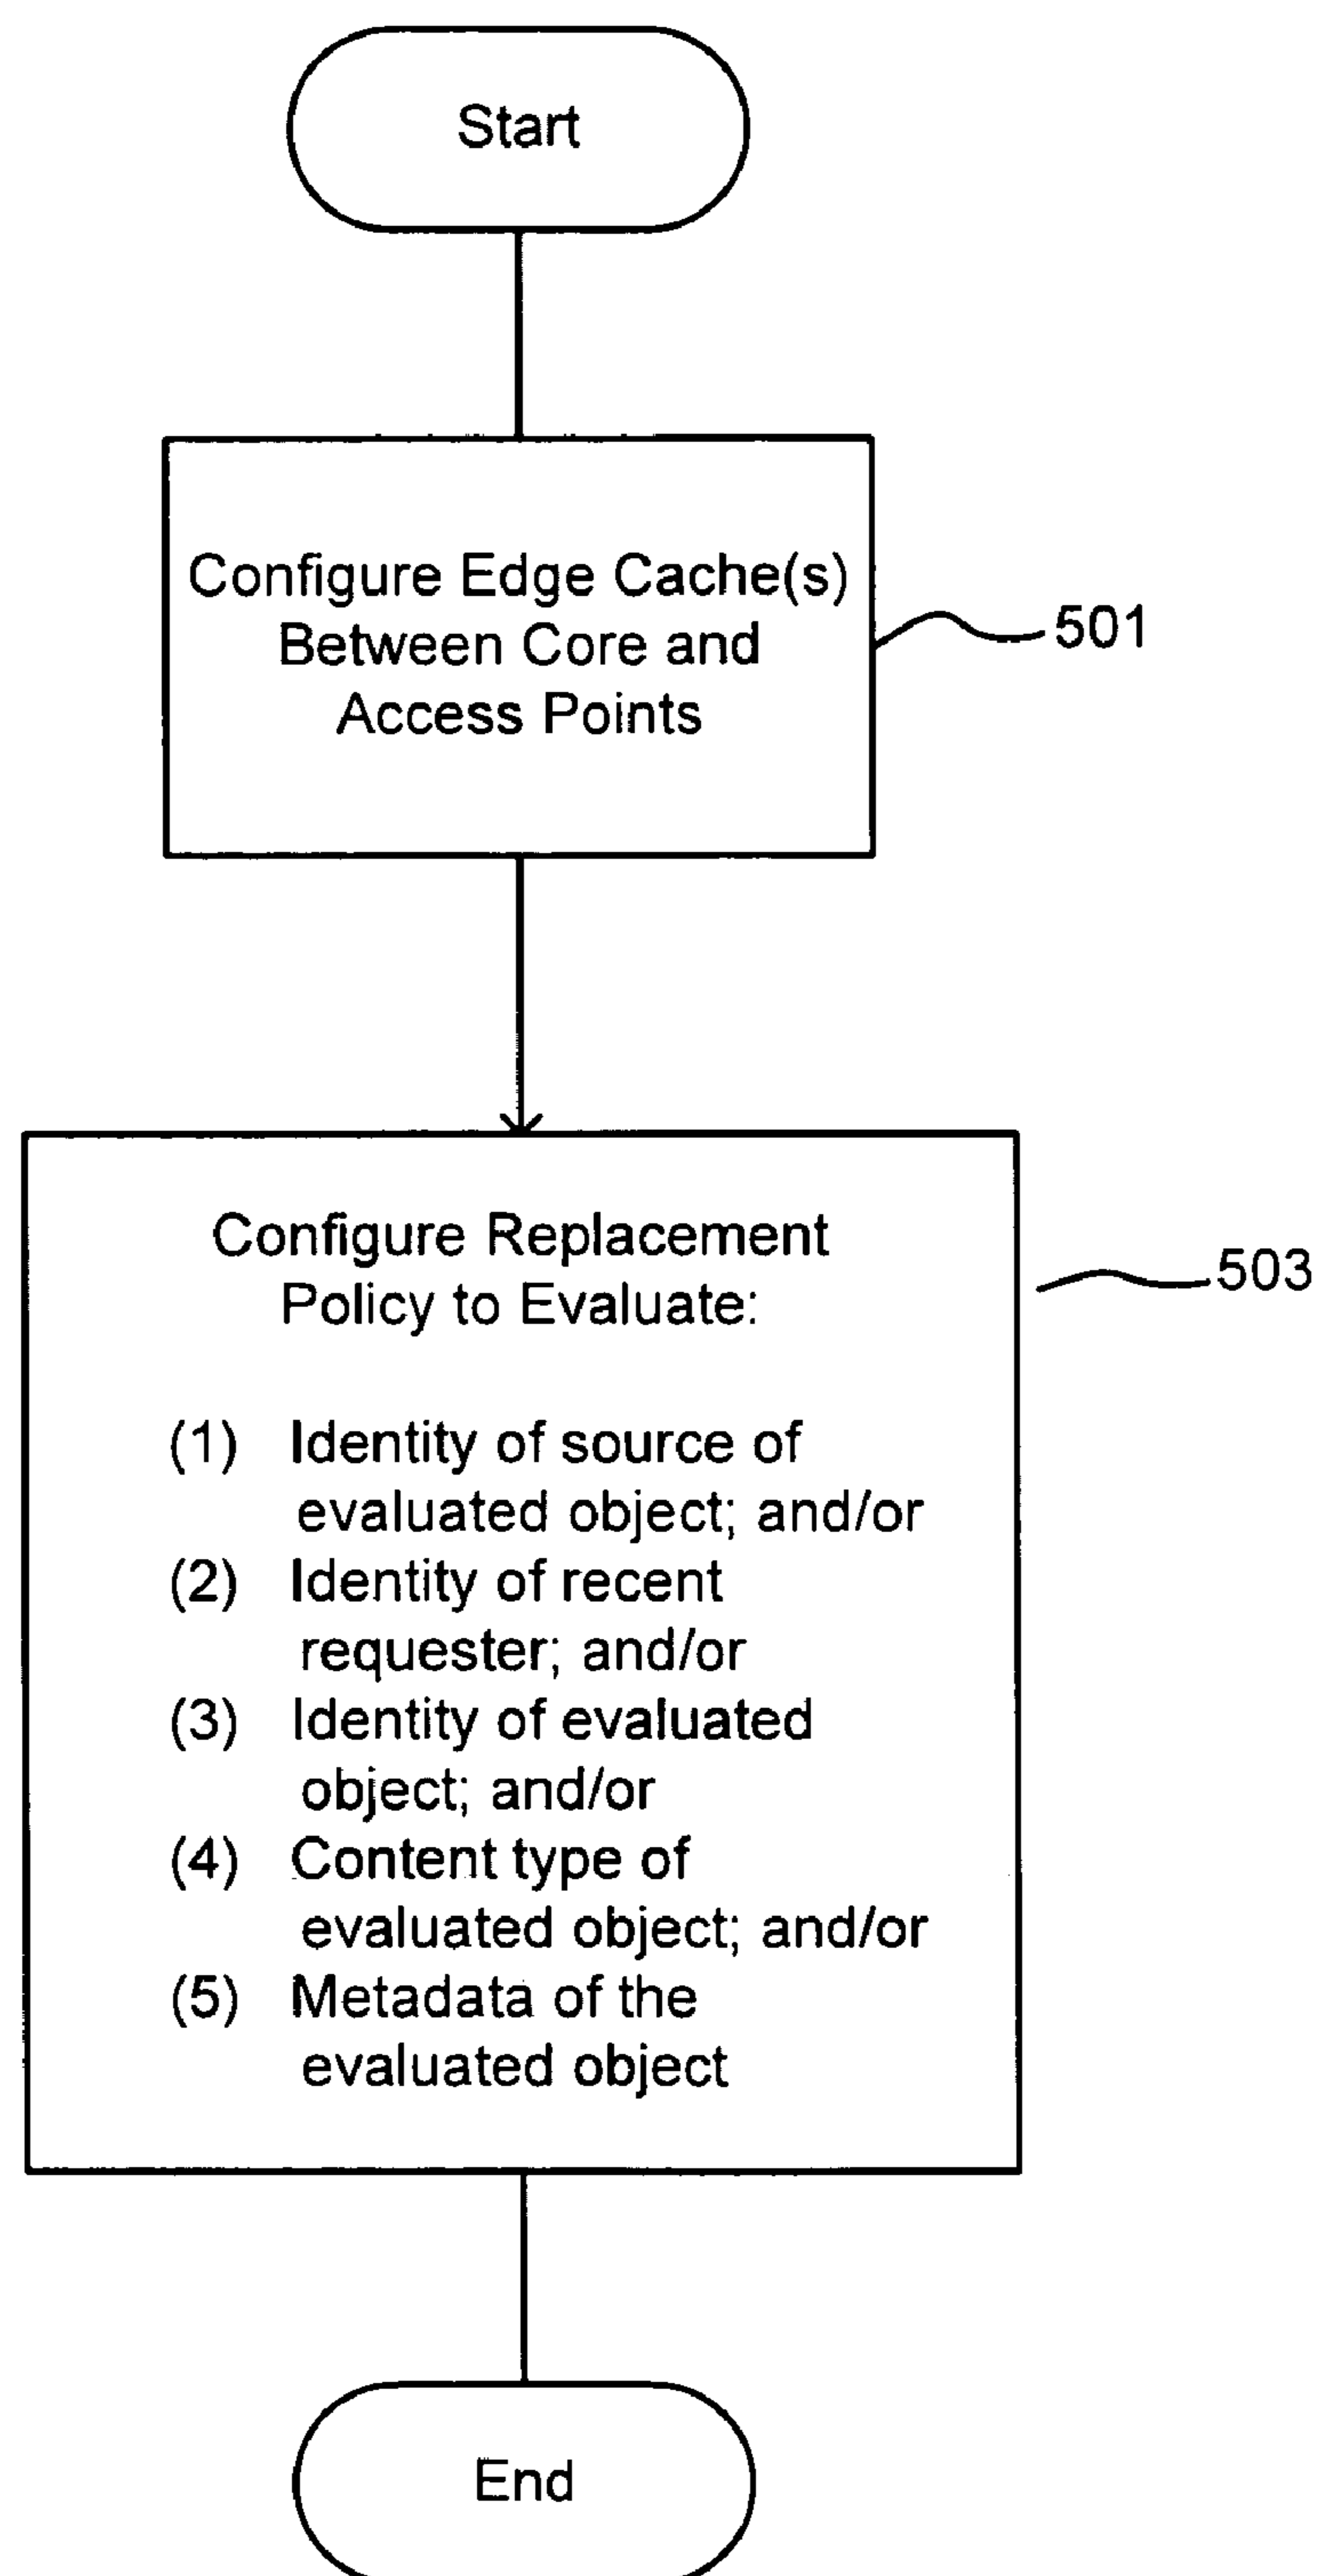 Start
Configure Edge Cache(s)
Between Core and
Access Points
501
Configure Replacement
Policy to Evaluate:
503
(1) Identity of source of
evaluated object; and/or
(2) Identity of recent
requester; and/or
(3) Identity of evaluated
object; and/or
(4) Content type of
evaluated object; and/or
(5) Metadata of the
evaluated object
End